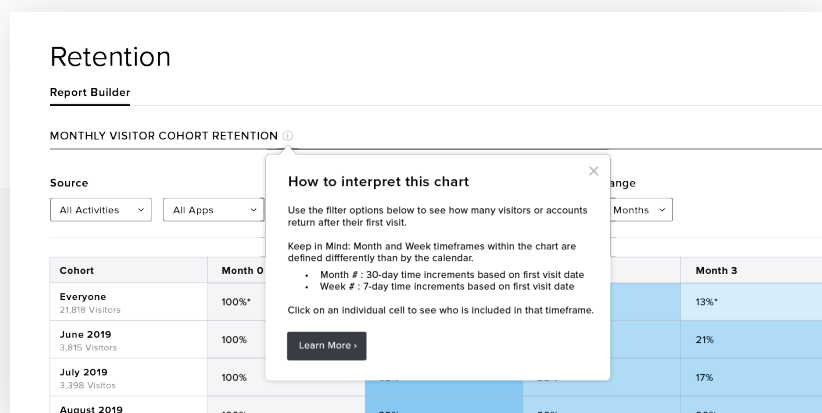 Retention
Report Builder
MONTHLY VISITOR COHORT RETENTION
How to interpret this chart
Source
All Activities
All Apps
Months
Use the filter options below to see how many visitors or accounts
return after their first visit.
Keep in Mind: Month and Week timeframes within the chart are
defined diffferently than by the calendar.
• Month # : 30-day time increments based on first visit date
• Week # : 7-day time increments based on first visit date
Click on an individual cell to see who is included in that timeframe.
Learn More ›
Cohort Month 0 Month 3
Everyone 100%* 13%*
21,818 Visitors
June 2019 100% 21%
3,815 Visitors
July 2019 100% 17%
3,398 Visitos
August 2019